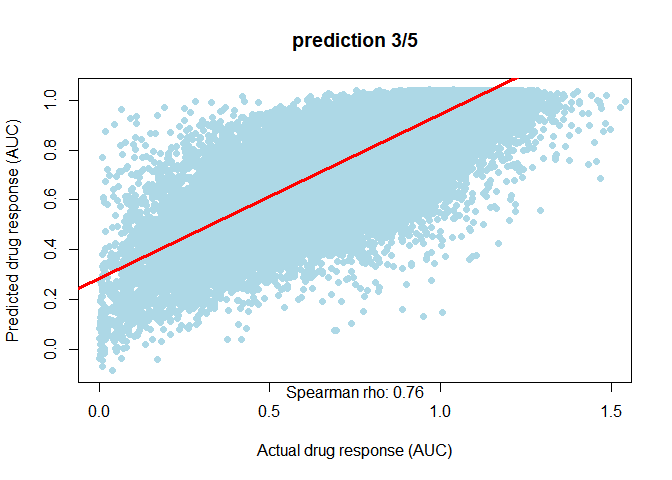 prediction 3/5
Predicted drug response (AUC)
1.0
0.8
0.6
0.4
0.2
0.0
Spearman rho: 0.76
0.0 0.5 1.0 1.5
Actual drug response (AUC)